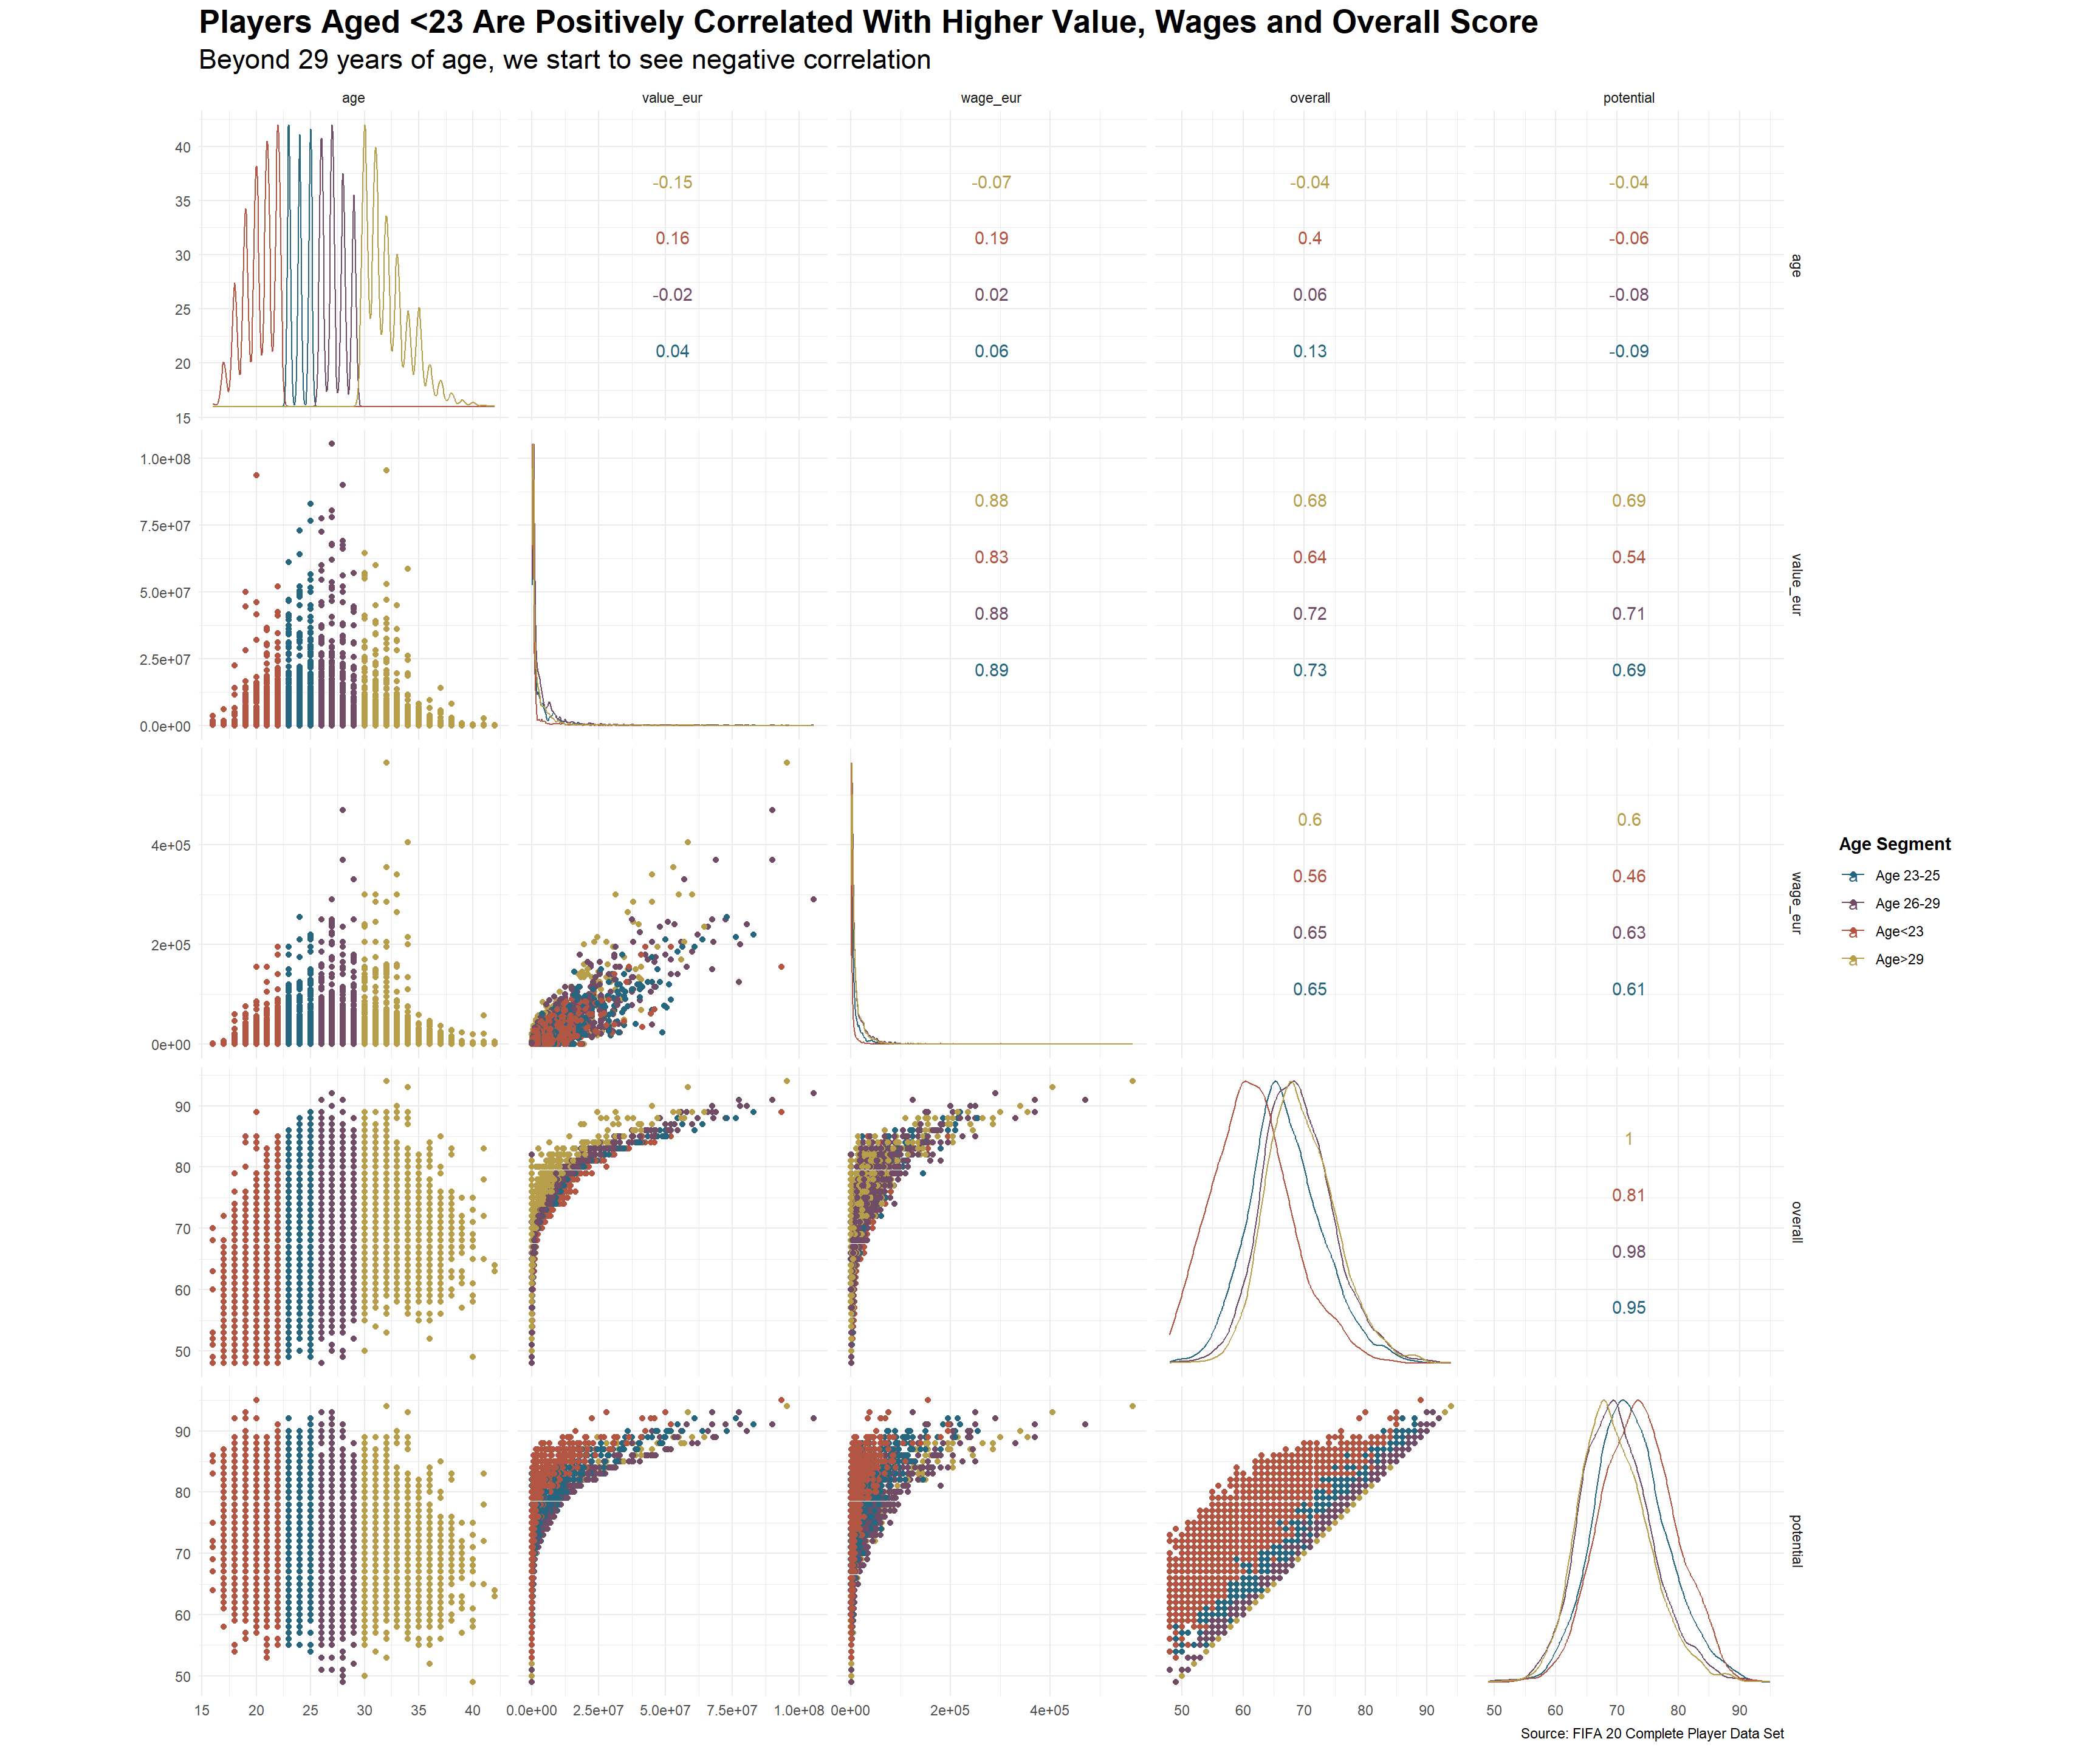 Players Aged <23 Are Positively Correlated With Higher Value, Wages and Overall Score
Beyond 29 years of age, we start to see negative correlation
age value_eur wage_eur overall potential
40
35
30
25
20
15
-0.15 -0.07 -0.04 -0.04
0.16 0.19 0.4 -0.06
-0.02 0.02 0.06 -0.08
0.04 0.06 0.13 -0.09
age
1.0e+08
7.5e+07
5.0e+07
2.5e+07
0.0e+00
0.88 0.68 0.69
0.83 0.64 0.54
0.88 0.72 0.71
0.89 0.73 0.69
value_eur
4e+05
2e+05
0e+00
0.6 0.6
0.56 0.46
0.65 0.63
0.65 0.61
wage_eur
Age Segment
a Age 23-25
a Age 26-29
a Age<23
a Age>29
90
80
70
60
50
1
0.81
0.98
0.95
overall
90
80
70
60
50
potential
15 20 25 30 35 40 0.0e+00 2.5e+07 5.0e+07 7.5e+07 1.0e+08 0e+00 2e+05 4e+05 50 60 70 80 90 50 60 70 80 90
Source: FIFA 20 Complete Player Data Set